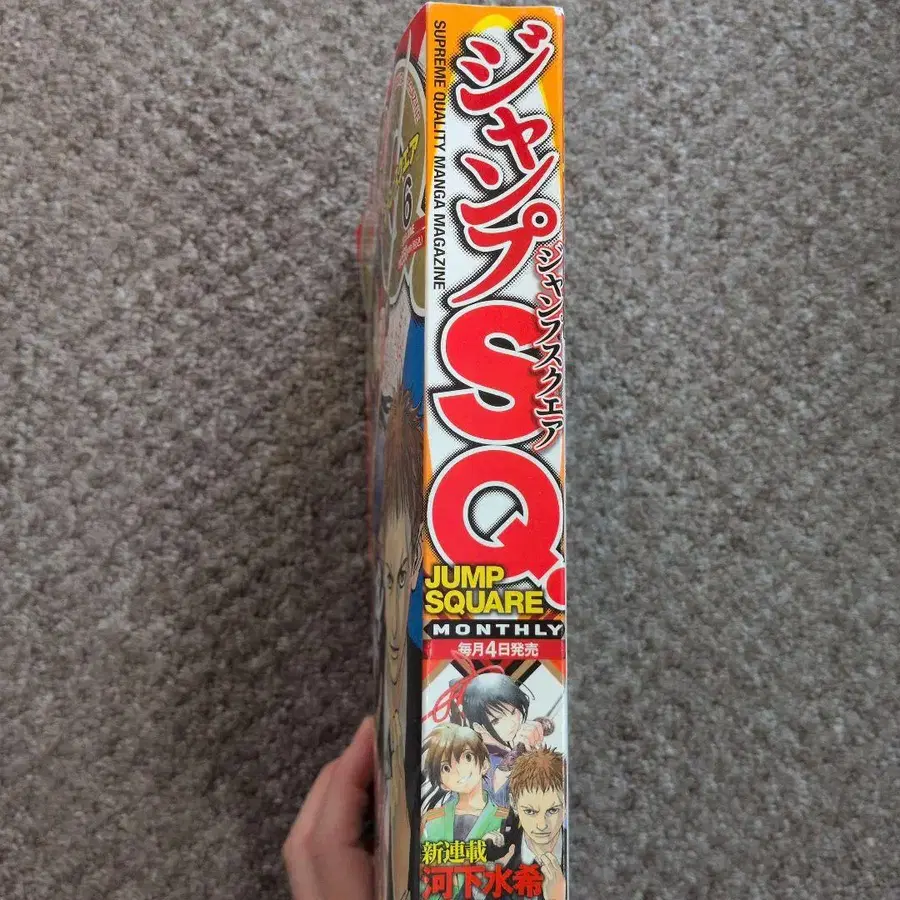 SUPREME QUALITY MANGA MAGAZINE
6
ジャンプ
SQ.
ジャンプスクエア
JUMP
SQUARE
MONTHLY
毎月4日発売
新連載
河下水希